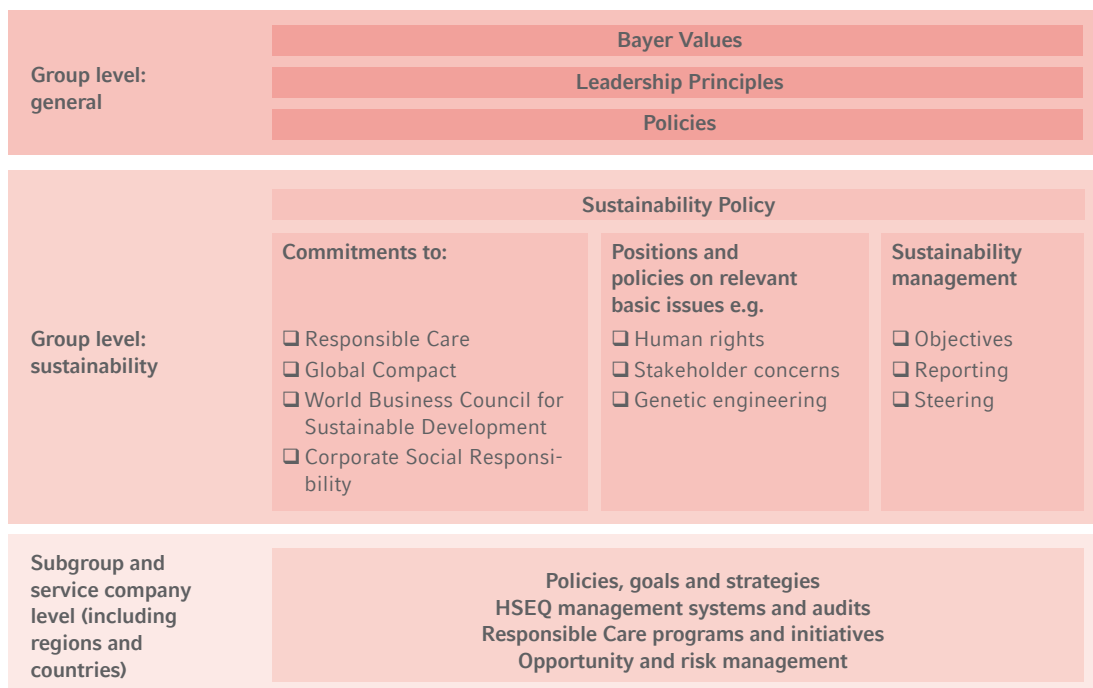 Group level:
general
Bayer Values
Leadership Principles
Policies
Group level:
sustainability
Sustainability Policy
Commitments to:
❑ Responsible Care
❑ Global Compact
❑ World Business Council for
Sustainable Development
❑ Corporate Social Responsi-
bility
Positions and
policies on relevant
basic issues e.g.
❑ Human rights
❑ Stakeholder concerns
❑ Genetic engineering
Sustainability
management
❑ Objectives
❑ Reporting
❑ Steering
Subgroup and
service company
level (including
regions and
countries)
Policies, goals and strategies
HSEQ management systems and audits
Responsible Care programs and initiatives
Opportunity and risk management